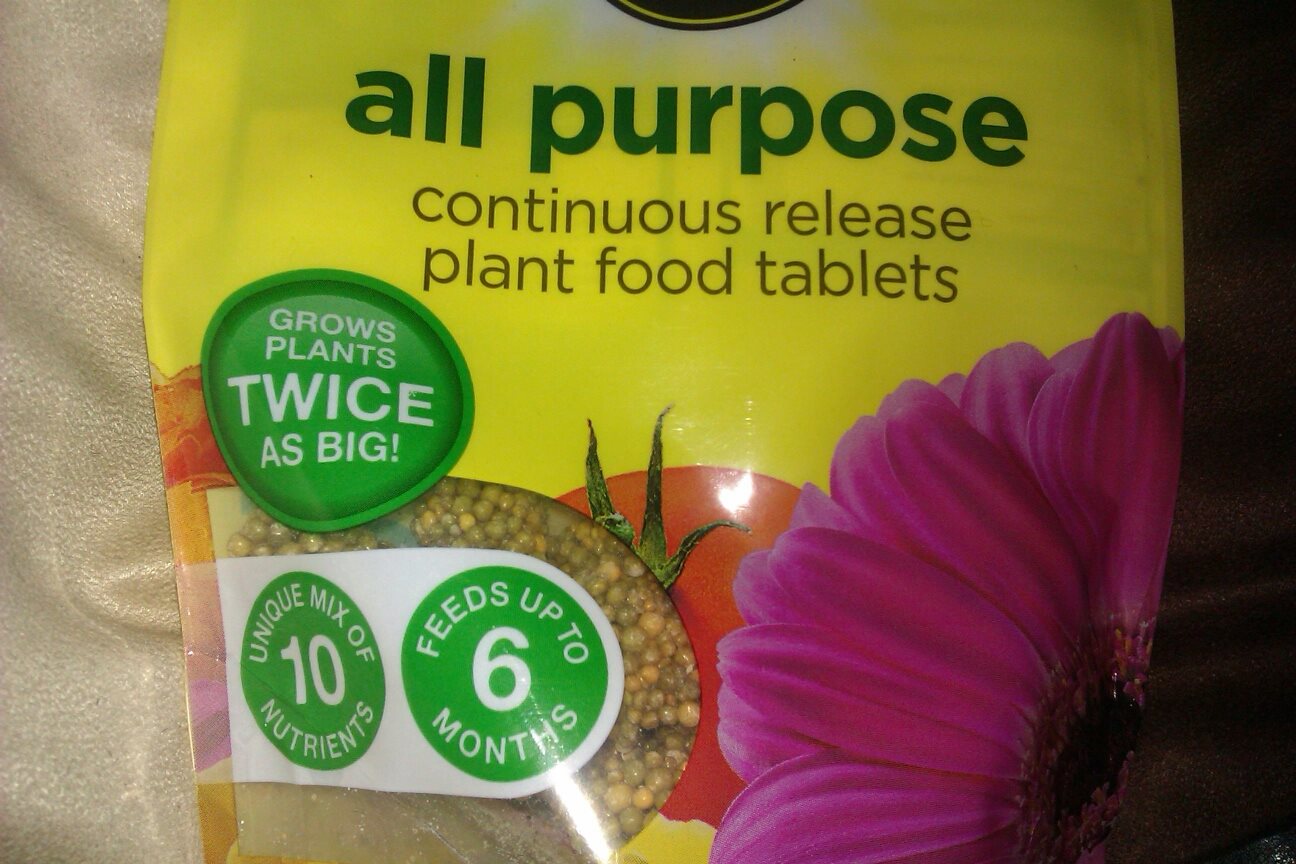 all purpose
continuous release
plant food tablets
GROWS
PLANTS
TWICE
AS BIG!
UNIQUE MIX OF
10
NUTRIENTS
FEEDS UP TO
6
MONTHS